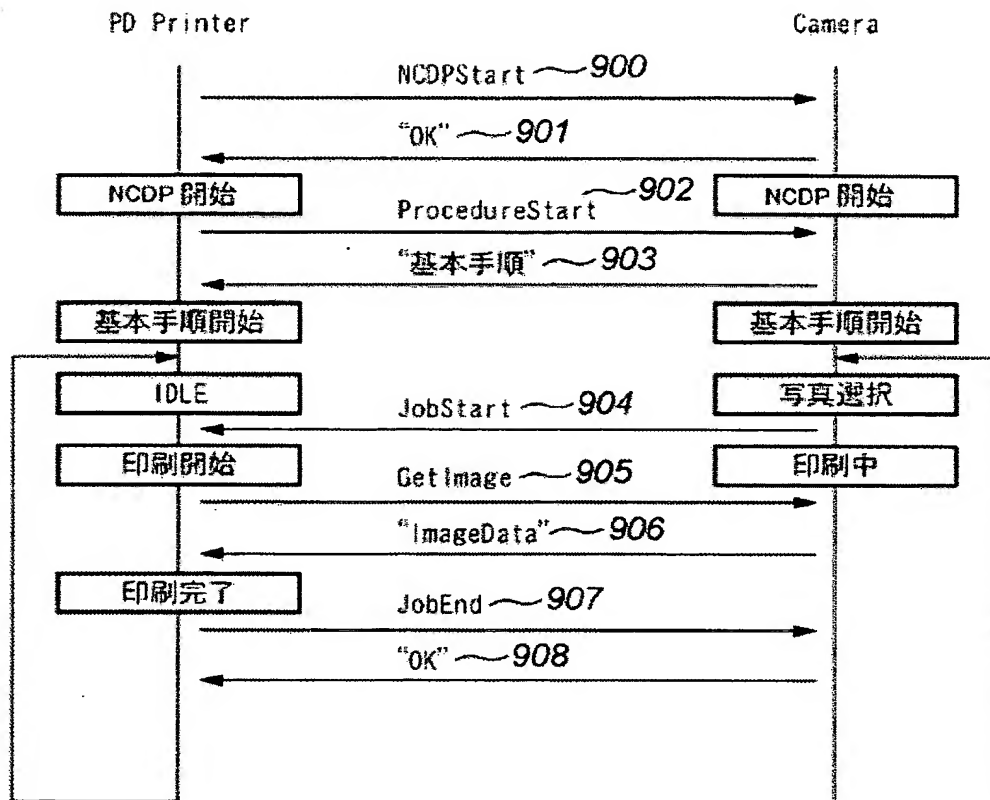 PD Printer
Camera
NCDPStart 900
"OK" 901
NCDP 開始
902
NCDP 開始
ProcedureStart
"基本手順" 903
基本手順開始
基本手順開始
IDLE
写真選択
JobStart 904
印刷開始
印刷中
GetImage 905
"ImageData" 906
印刷完了
JobEnd 907
"OK" 908